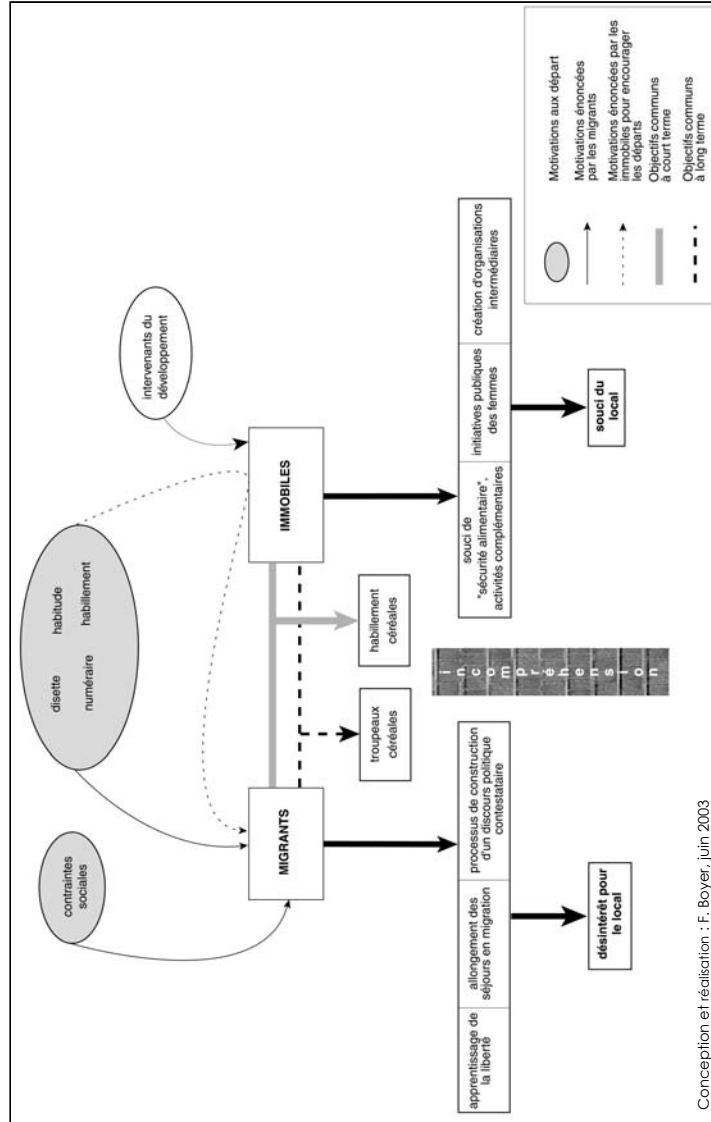 contraintes
sociales
disette
habitude
numéraire
habillement
intervenants du
développement
MIGRANTS
IMMOBILES
troupeaux
céréales
habillement
céréales
apprentissage de
la liberté
allongement des
séjours en migration
processus de construction
d'un discours politique
contestataire
incompréhension
souci de
"sécurité alimentaire",
activités complémentaires
initiatives publiques
des femmes
création d'organisations
intermédiaires
désintérêt pour
le local
souci du
local
Motivations aux départ
Motivations énoncées
par les migrants
Motivations énoncées par les
immobiles pour encourager
les départs
Objectifs communs
à court terme
Objectifs communs
à long terme
Conception et réalisation : F. Boyer, juin 2003